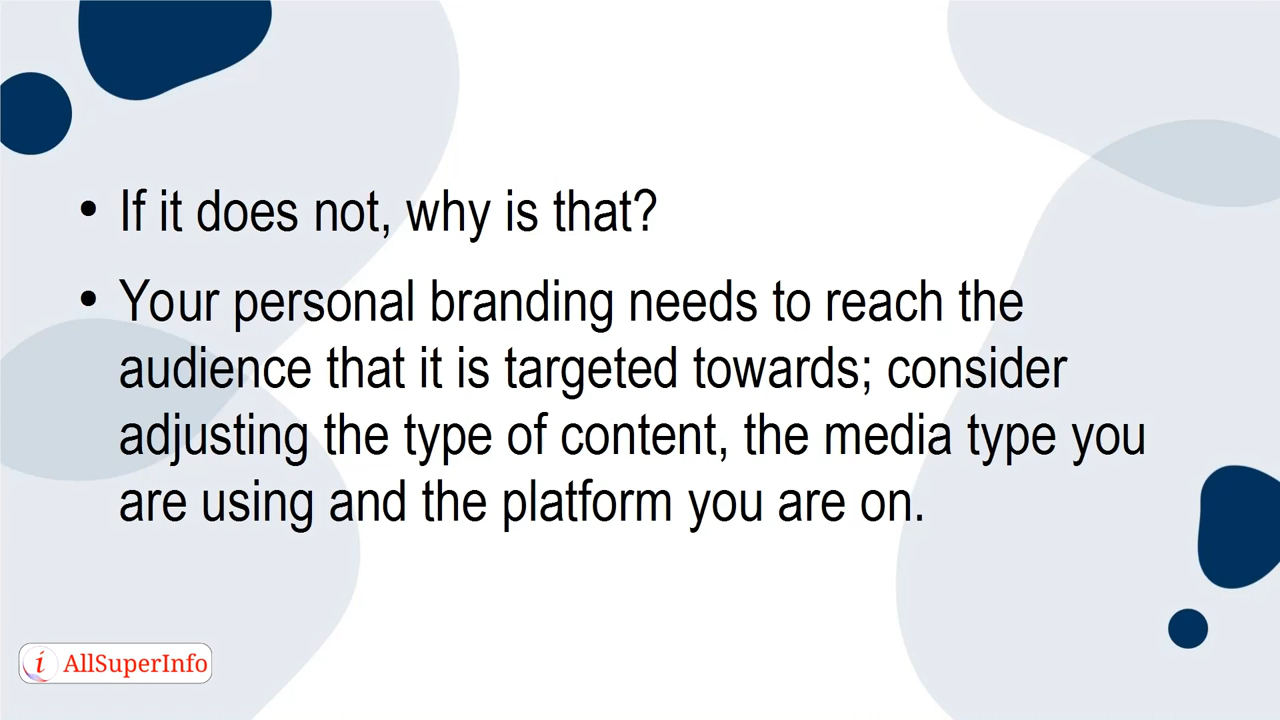 • If it does not, why is that?
• Your personal branding needs to reach the
audience that it is targeted towards; consider
adjusting the type of content, the media type you
are using and the platform you are on.
i AllSuperInfo